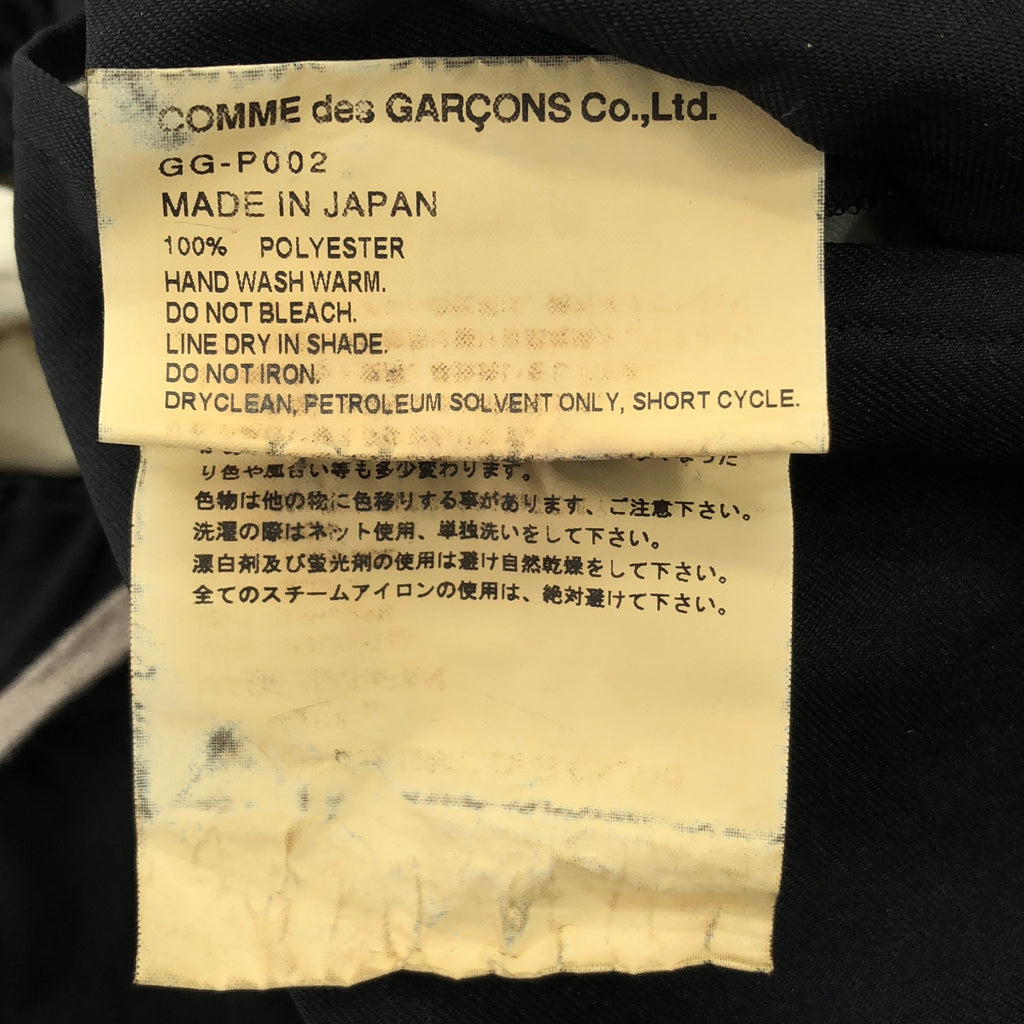 COMME des GARÇONS Co.,Ltd.
GG-P002
MADE IN JAPAN
100% POLYESTER
HAND WASH WARM.
DO NOT BLEACH.
LINE DRY IN SHADE.
DO NOT IRON.
DRYCLEAN, PETROLEUM SOLVENT ONLY, SHORT CYCLE.
り色や風合い等も多少変わります。
色物は他の物に色移りする事があります、ご注意下さい。
洗濯の際はネット使用、単独洗いをして下さい。
漂白剤及び蛍光剤の使用は避け自然乾燥をして下さい。
全てのスチームアイロンの使用は、絶対避けて下さい。